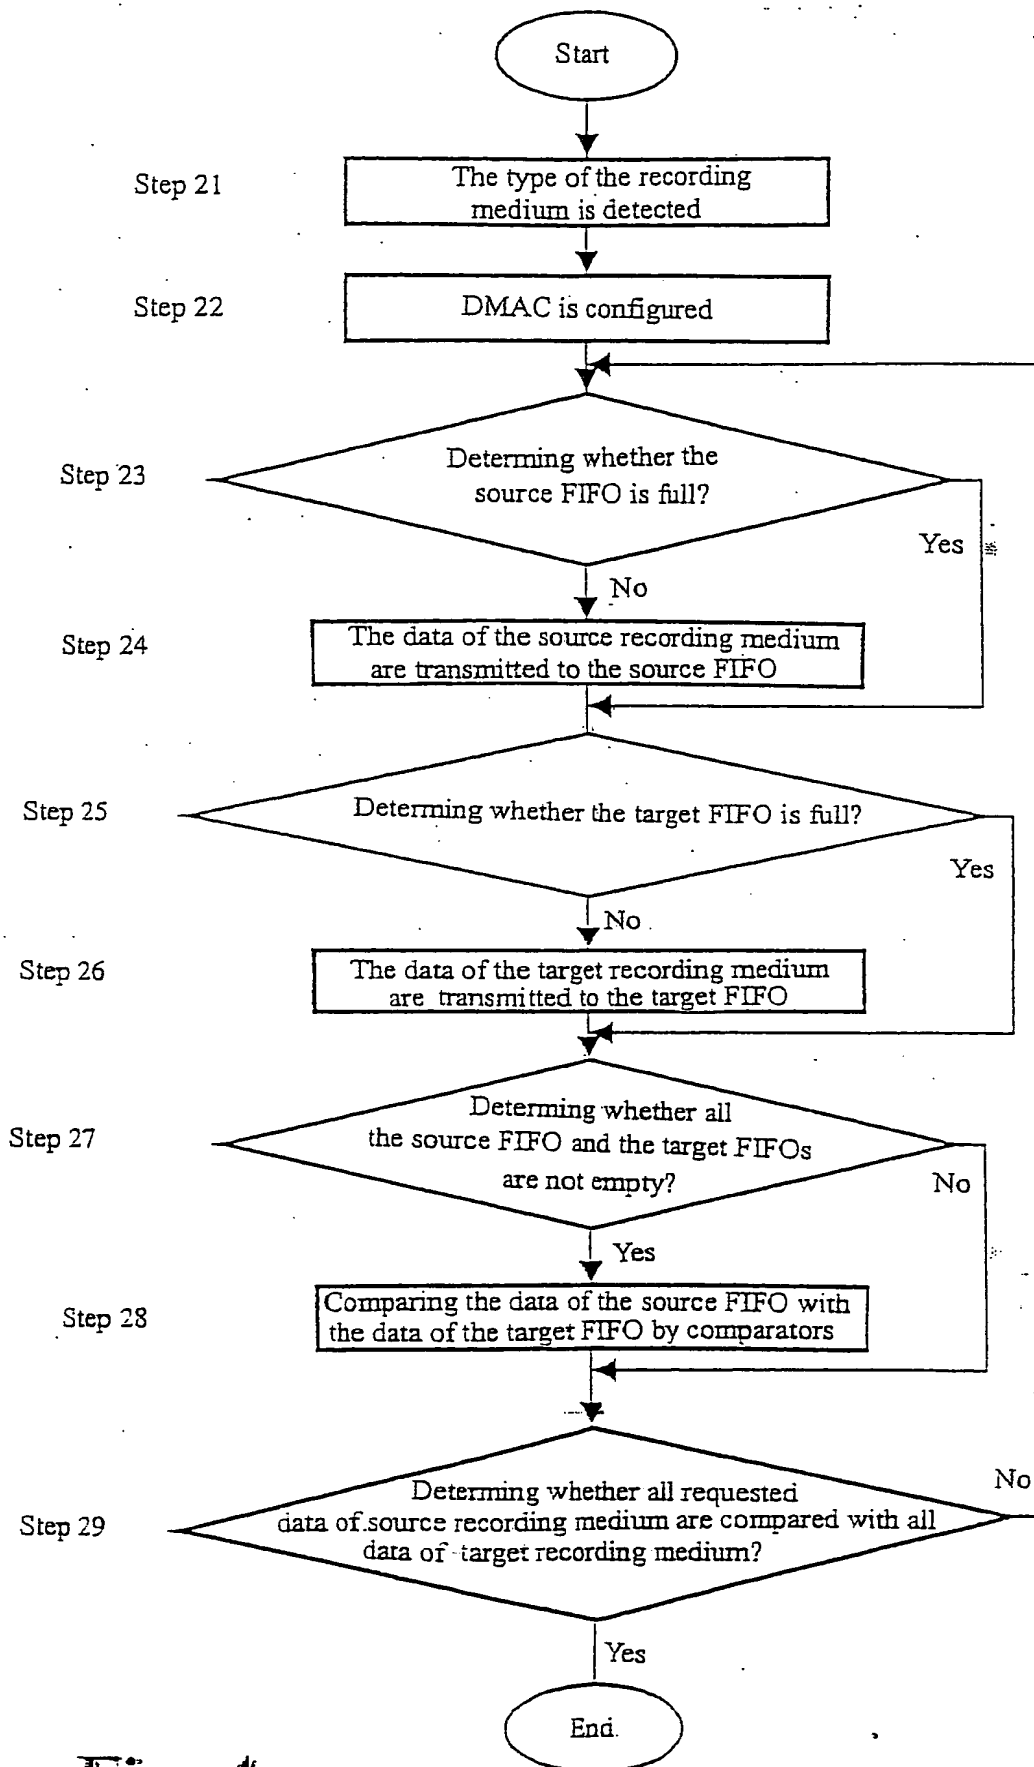 Start
Step 21
The type of the recording
medium is detected
Step 22
DMAC is configured
Step 23
Determing whether the
source FIFO is full?
Yes
No
Step 24
The data of the source recording medium
are transmitted to the source FIFO
Step 25
Determing whether the target FIFO is full?
Yes
No
Step 26
The data of the target recording medium
are transmitted to the target FIFO
Step 27
Determing whether all
the source FIFO and the target FIFOs
are not empty?
No
Yes
Step 28
Comparing the data of the source FIFO with
the data of the target FIFO by comparators
Step 29
Determing whether all requested
data of source recording medium are compared with all
data of target recording medium?
No
Yes
End.